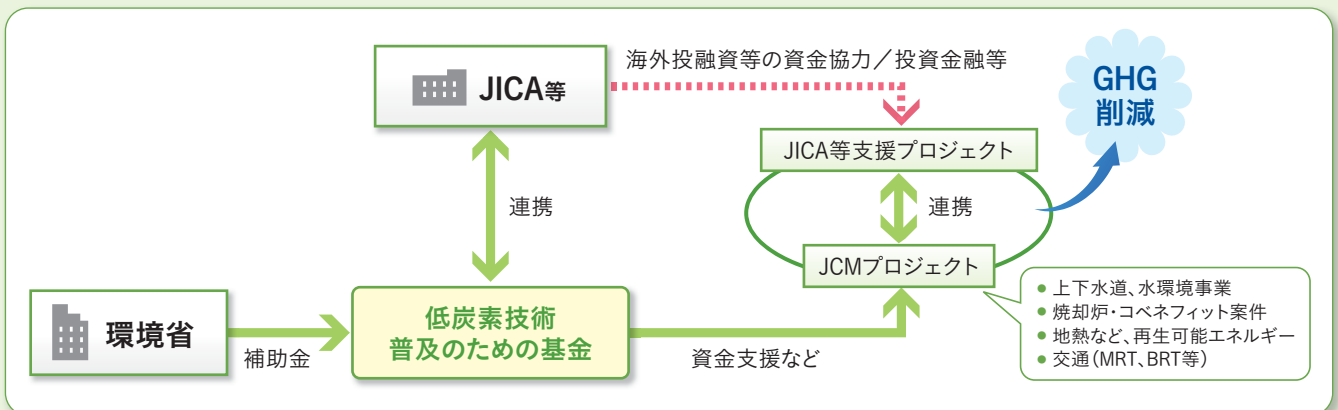 海外投融資等の資金協力／投資金融等
JICA等
GHG
削減
JICA等支援プロジェクト
連携
連携
JCMプロジェクト
環境省
補助金
低炭素技術
普及のための基金
資金支援など
● 上下水道、水環境事業
● 焼却炉・コベネフィット案件
● 地熱など、再生可能エネルギー
● 交通（MRT、BRT等）